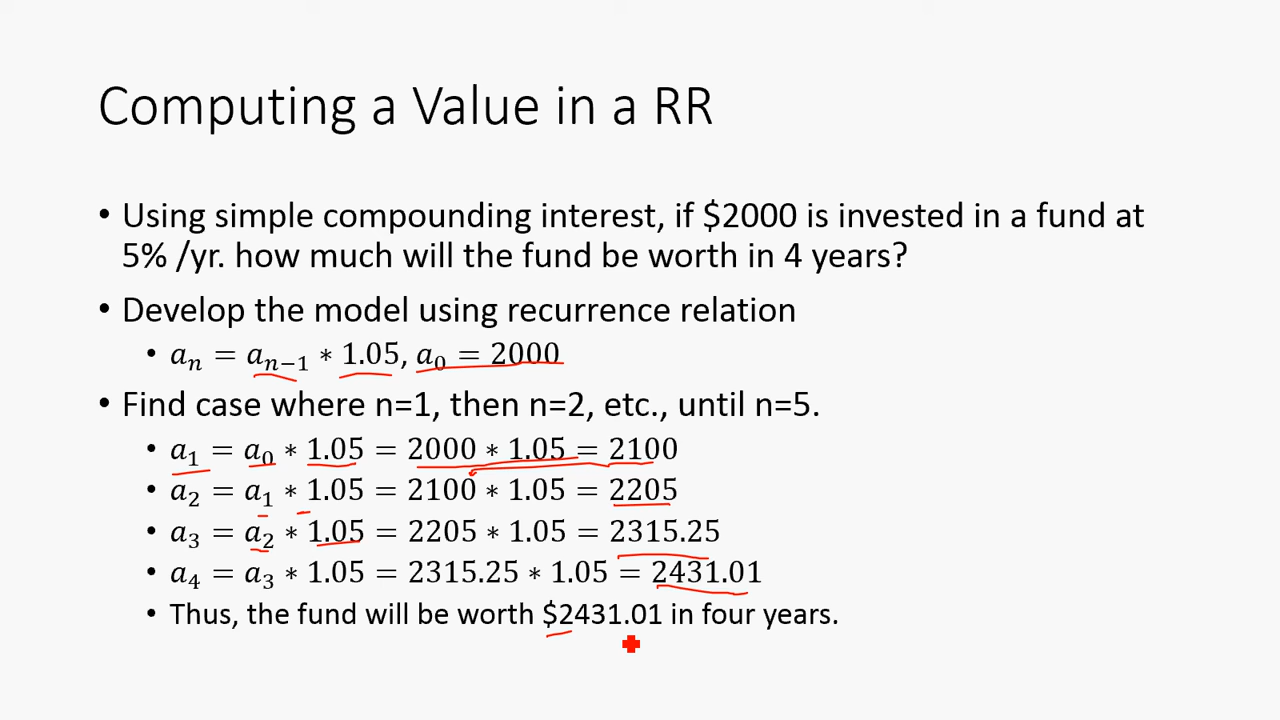 Computing a Value in a RR
• Using simple compounding interest, if $2000 is invested in a fund at
5% /yr. how much will the fund be worth in 4 years?
• Develop the model using recurrence relation
• aₙ = aₙ₋₁ ∗ 1.05, a₀ = 2000
• Find case where n=1, then n=2, etc., until n=5.
• a₁ = a₀ ∗ 1.05 = 2000 ∗ 1.05 = 2100
• a₂ = a₁ ∗ 1.05 = 2100 ∗ 1.05 = 2205
• a₃ = a₂ ∗ 1.05 = 2205 ∗ 1.05 = 2315.25
• a₄ = a₃ ∗ 1.05 = 2315.25 ∗ 1.05 = 2431.01
• Thus, the fund will be worth $2431.01 in four years.